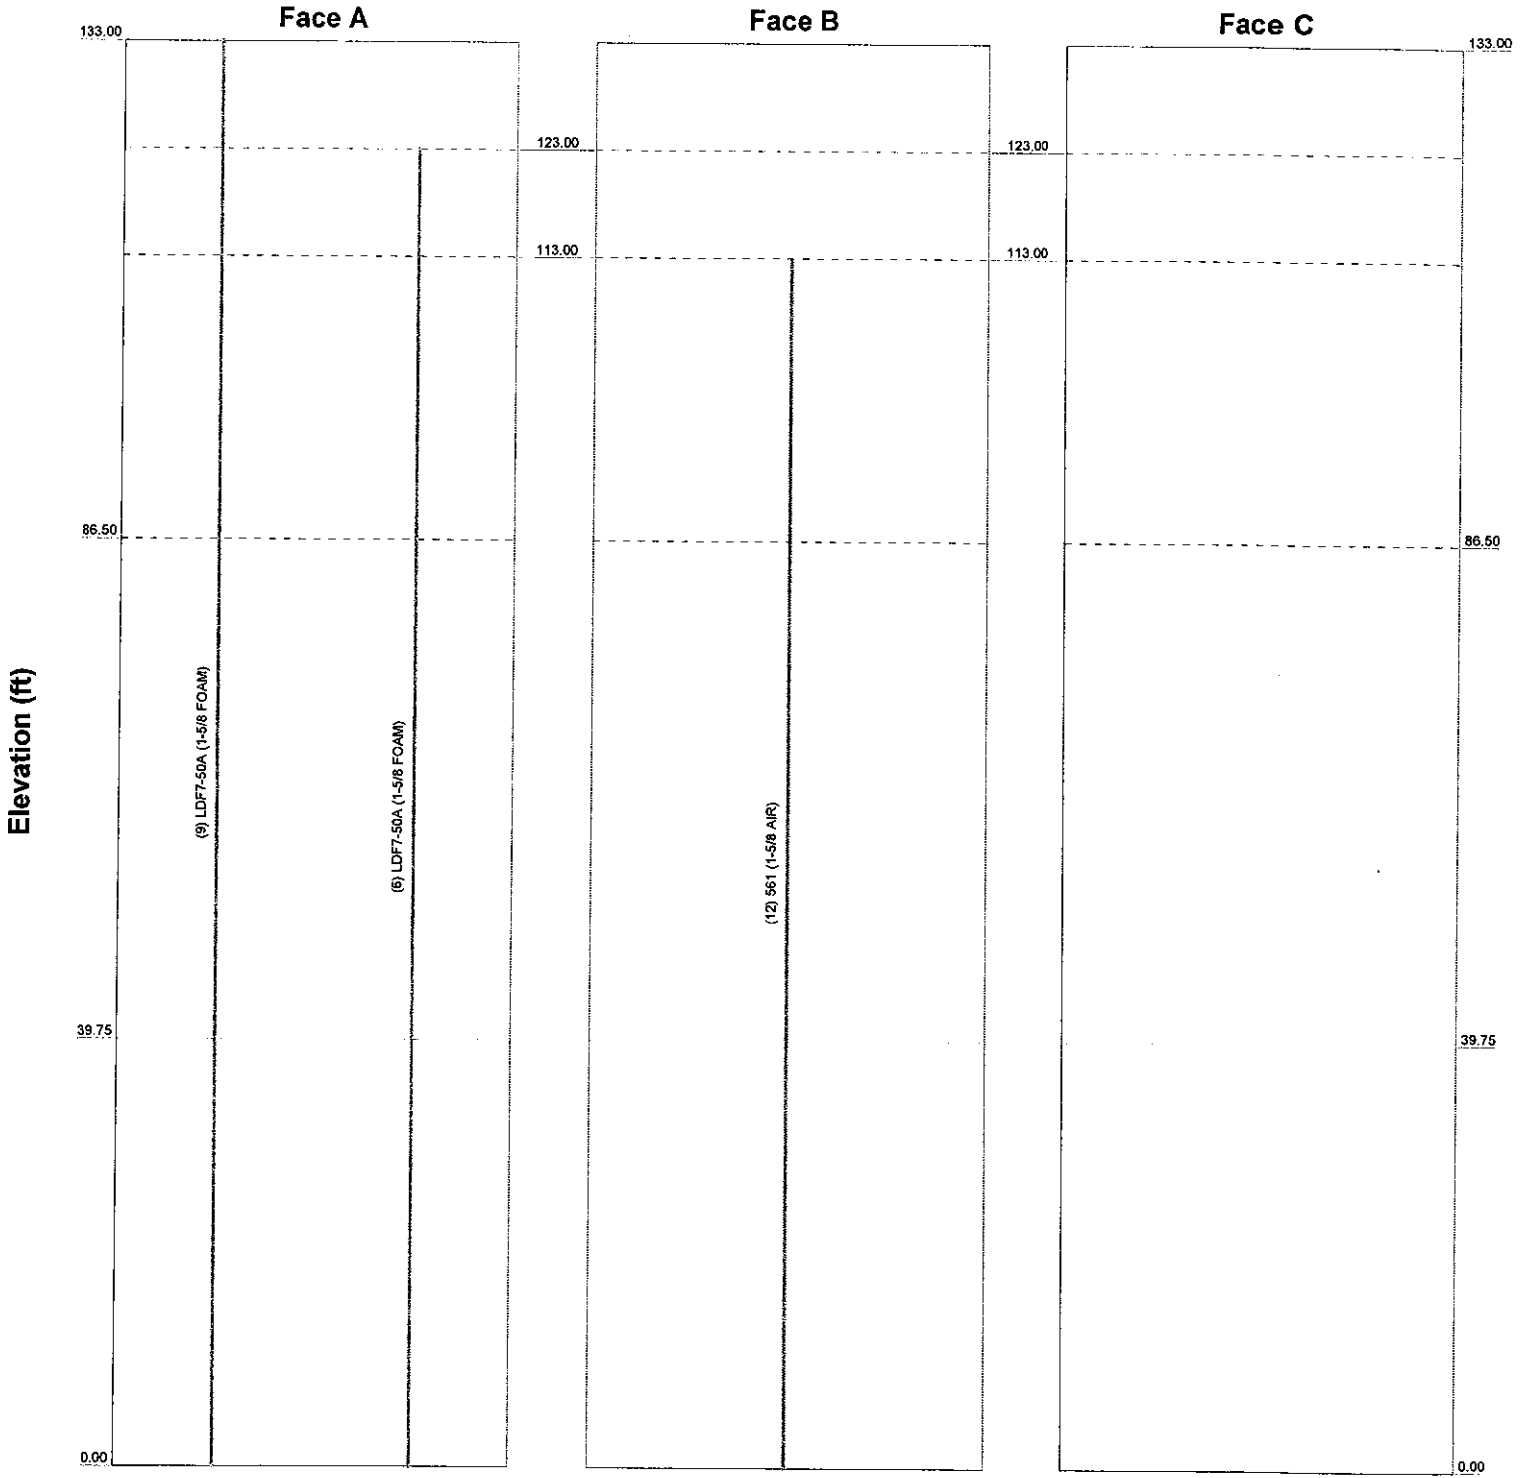 Face A
Face B
Face C
133.00
133.00
123.00
123.00
113.00
113.00
86.50
86.50
Elevation (ft)
(9) LDF7-50A (1-5/8 FOAM)
(6) LDF7-50A (1-5/8 FOAM)
(12) 561 (1-5/8 AIR)
39.75
39.75
0.00
0.00